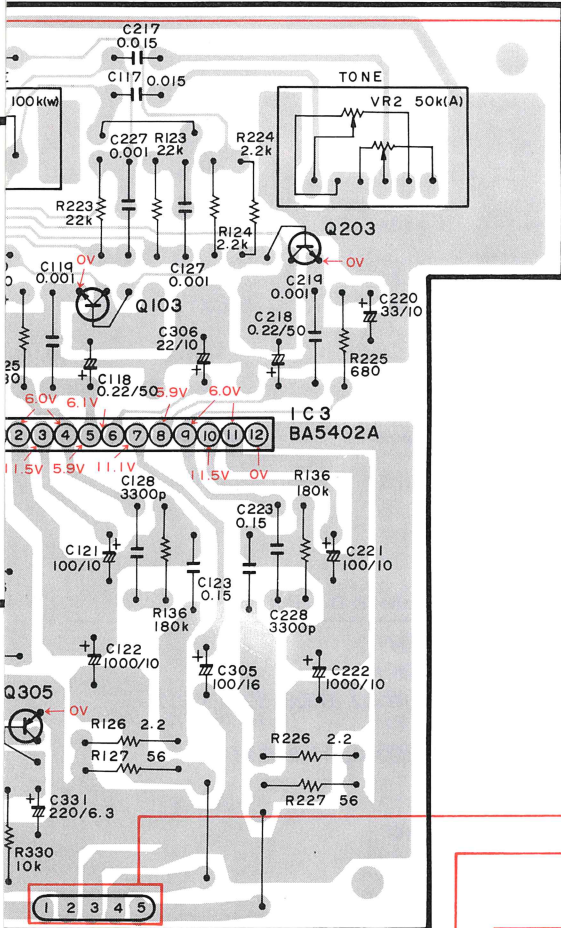 C217
0.015
C117 0.015
TONE
100k(w)
VR2 50k(A)
C227
0.001
R123
22k
R224
2.2k
R223
22k
R124
2.2k
Q203
0V
C119
0.001
0V
C127
0.001
C219
0.001
Q103
C220
33/10
C306
22/10
C218
0.22/50
R225
680
C118
0.22/50
6.0V 6.1V 5.9V 6.0V
IC3
BA5402A
2 3 4 5 6 7 8 9 10 11 12
11.5V 5.9V 11.1V 11.5V 0V
C128
3300p
R136
180k
C223
0.15
C121
100/10
C221
100/10
C123
0.15
R136
180k
C228
3300p
C122
1000/10
C305
100/16
C222
1000/10
Q305
0V
R126 2.2
R226 2.2
R127 56
R227 56
C331
220/6.3
R330
10k
1 2 3 4 5